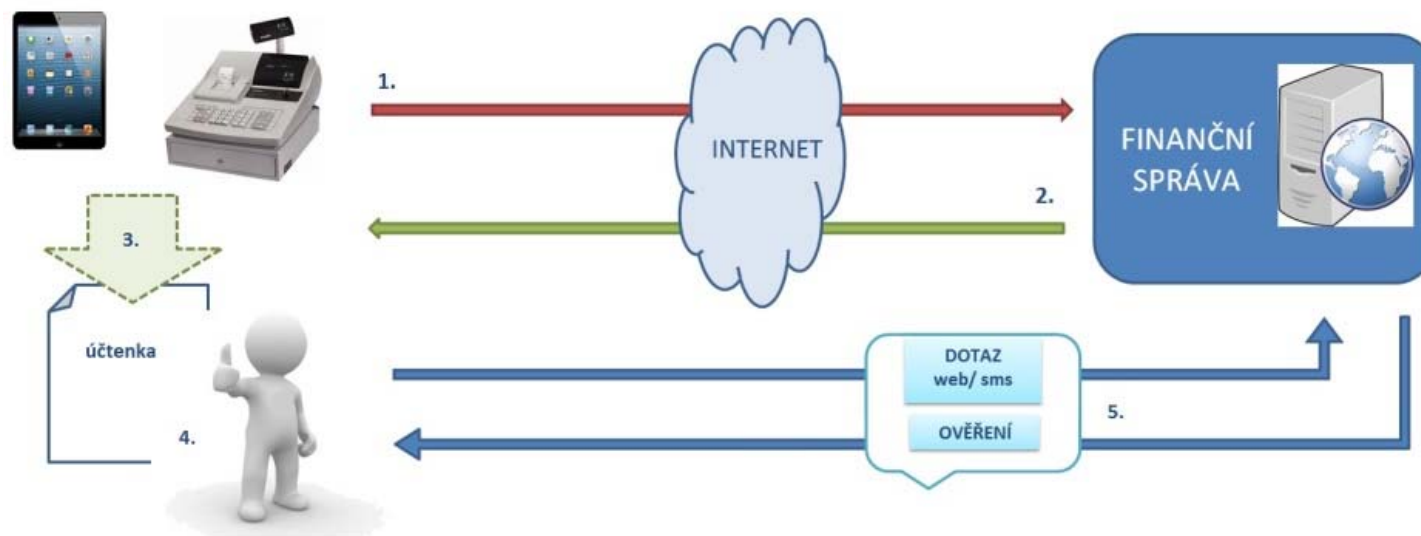 1.
INTERNET
FINANČNÍ
SPRÁVA
2.
3.
účtenka
DOTAZ
web/ sms
5.
4.
OVĚŘENÍ